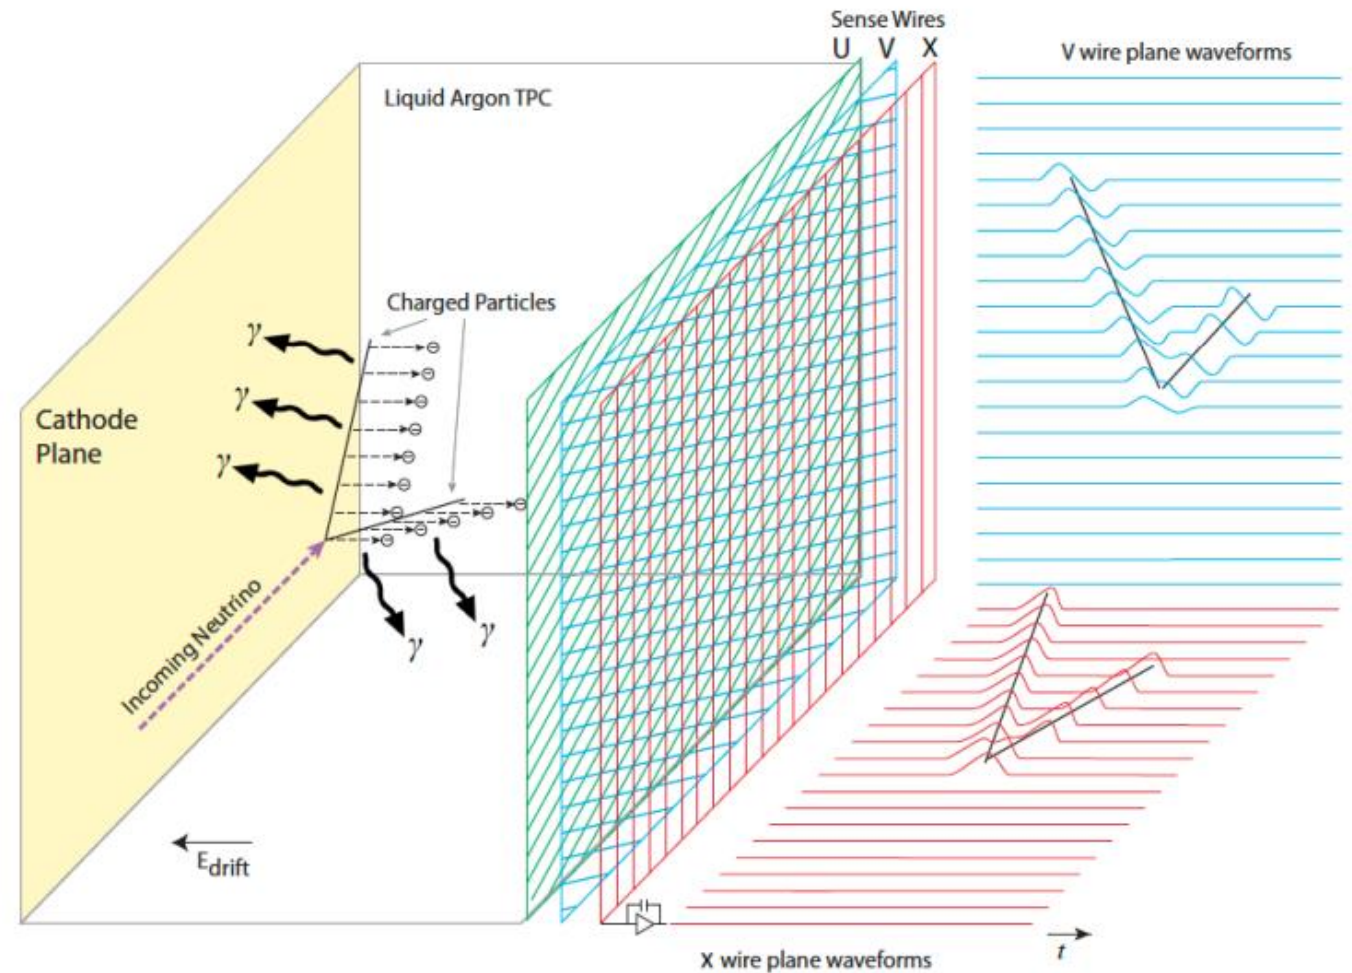 Sense Wires
U V X
V wire plane waveforms
Liquid Argon TPC
Charged Particles
γ
γ
γ
Cathode
Plane
Incoming Neutrino
γ
γ
Edrift
t
X wire plane waveforms